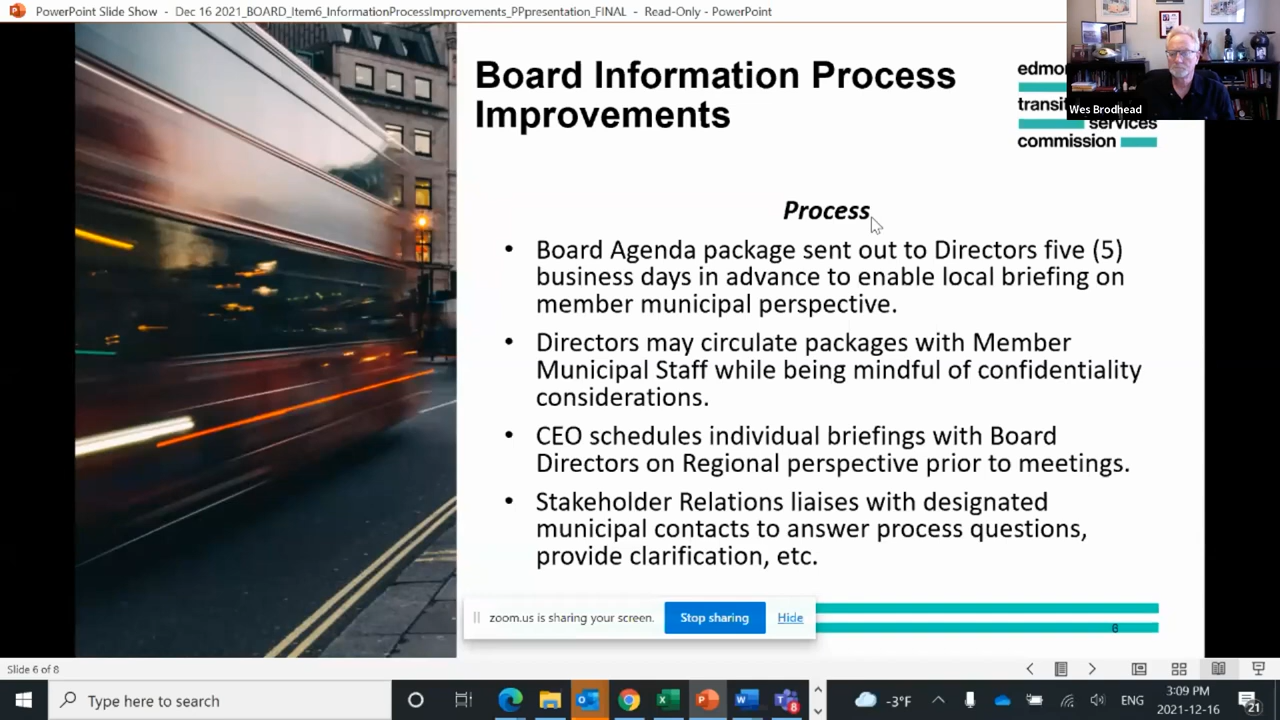 PowerPoint Slide Show - Dec 16 2021_BOARD_Item6_InformationProcessImprovements_PPpresentation_FINAL - Read-Only - PowerPoint
Wes Brodhead
Board Information Process
Improvements
transit
services
commission
Process
• Board Agenda package sent out to Directors five (5)
business days in advance to enable local briefing on
member municipal perspective.
• Directors may circulate packages with Member
Municipal Staff while being mindful of confidentiality
considerations.
• CEO schedules individual briefings with Board
Directors on Regional perspective prior to meetings.
• Stakeholder Relations liaises with designated
municipal contacts to answer process questions,
provide clarification, etc.
zoom.us is sharing your screen. Stop sharing Hide
6
Slide 6 of 8
Type here to search
8
-3°F
ENG
3:09 PM
2021-12-16
21